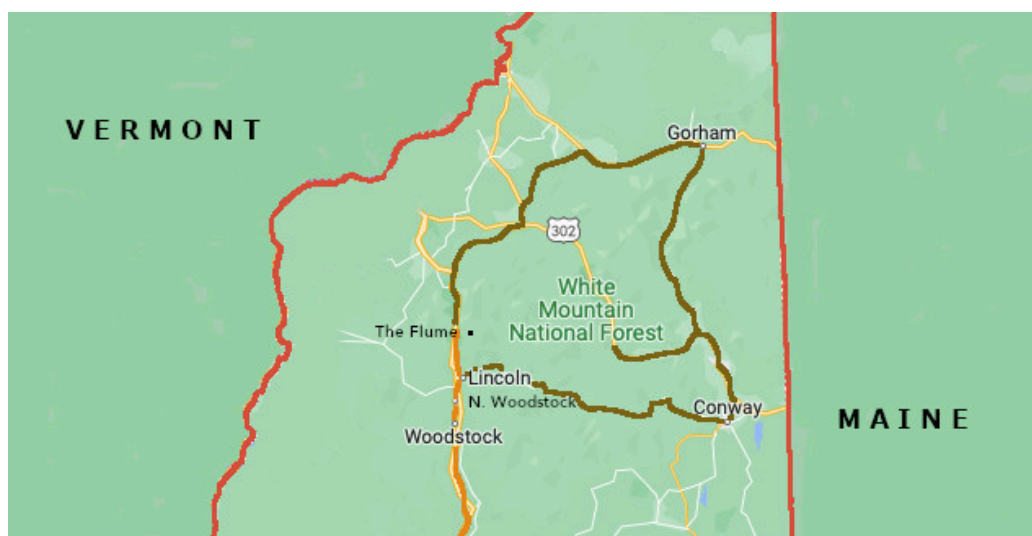 VERMONT
Gorham
302
White
Mountain
National Forest
The Flume
Lincoln
N. Woodstock
Conway
Woodstock
MAINE